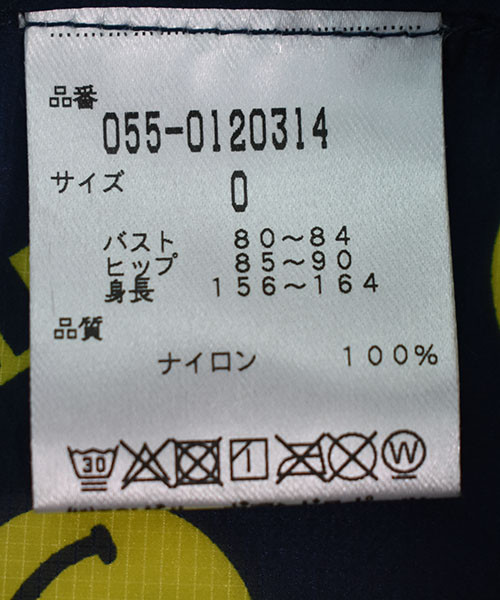 品番
055-0120314
サイズ 0
バスト 80～84
ヒップ 85～90
身長 156～164
品質
ナイロン 100%
30 W